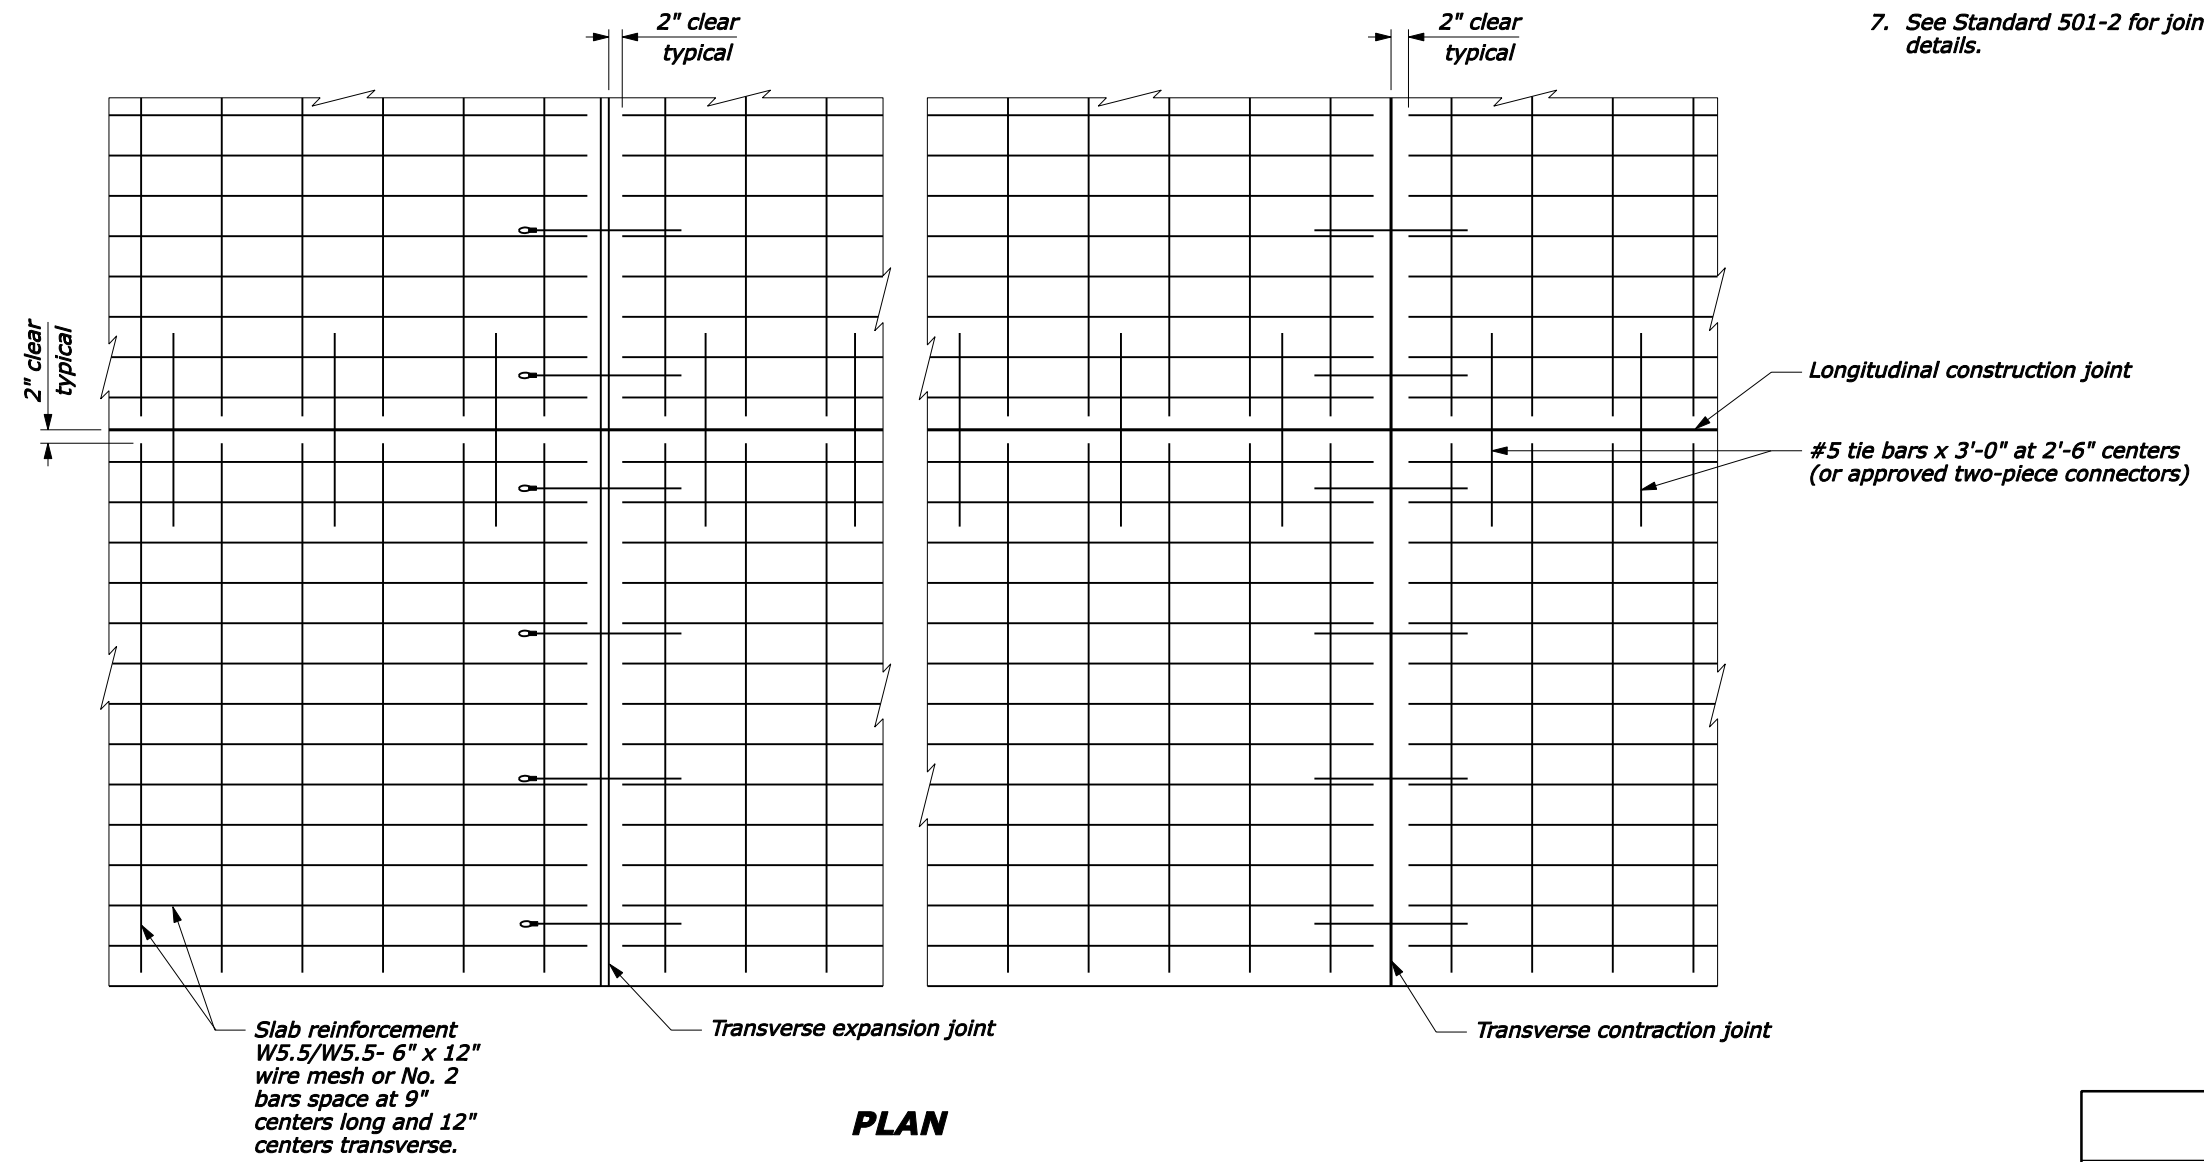 2" clear
typical
2" clear
typical
7. See Standard 501-2 for join
details.
2" clear
typical
Longitudinal construction joint
#5 tie bars x 3'-0" at 2'-6" centers
(or approved two-piece connectors)
Slab reinforcement
W5.5/W5.5- 6" x 12"
wire mesh or No. 2
bars space at 9"
centers long and 12"
centers transverse.
Transverse expansion joint
Transverse contraction joint
PLAN